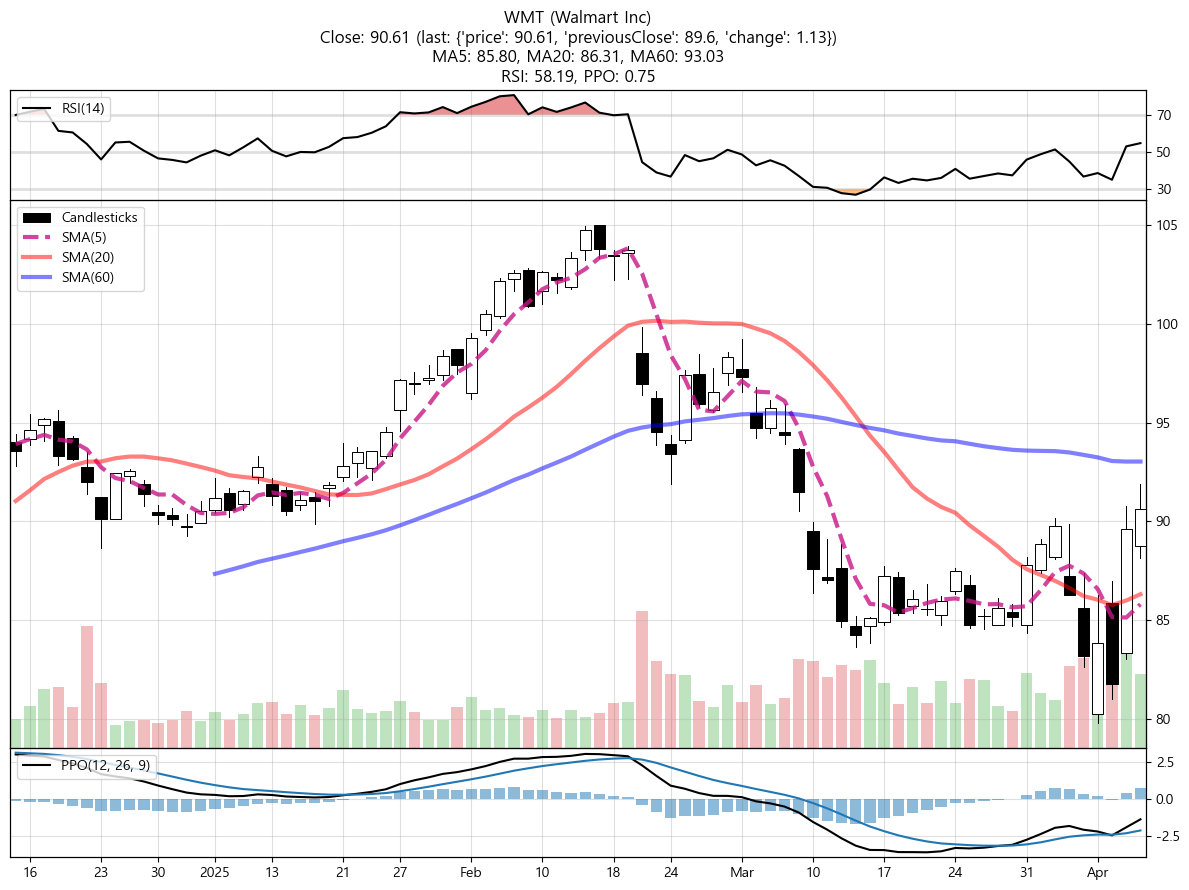 WMT (Walmart Inc)
Close: 90.61 (last: {'price': 90.61, 'previousClose': 89.6, 'change': 1.13})
MA5: 85.80, MA20: 86.31, MA60: 93.03
RSI: 58.19, PPO: 0.75
RSI(14)
70
50
30
Candlesticks
SMA(5)
SMA(20)
SMA(60)
105
100
95
90
85
80
PPO(12, 26, 9)
2.5
0.0
-2.5
16 23 30 2025 13 21 27 Feb 10 18 24 Mar 10 17 24 31 Apr